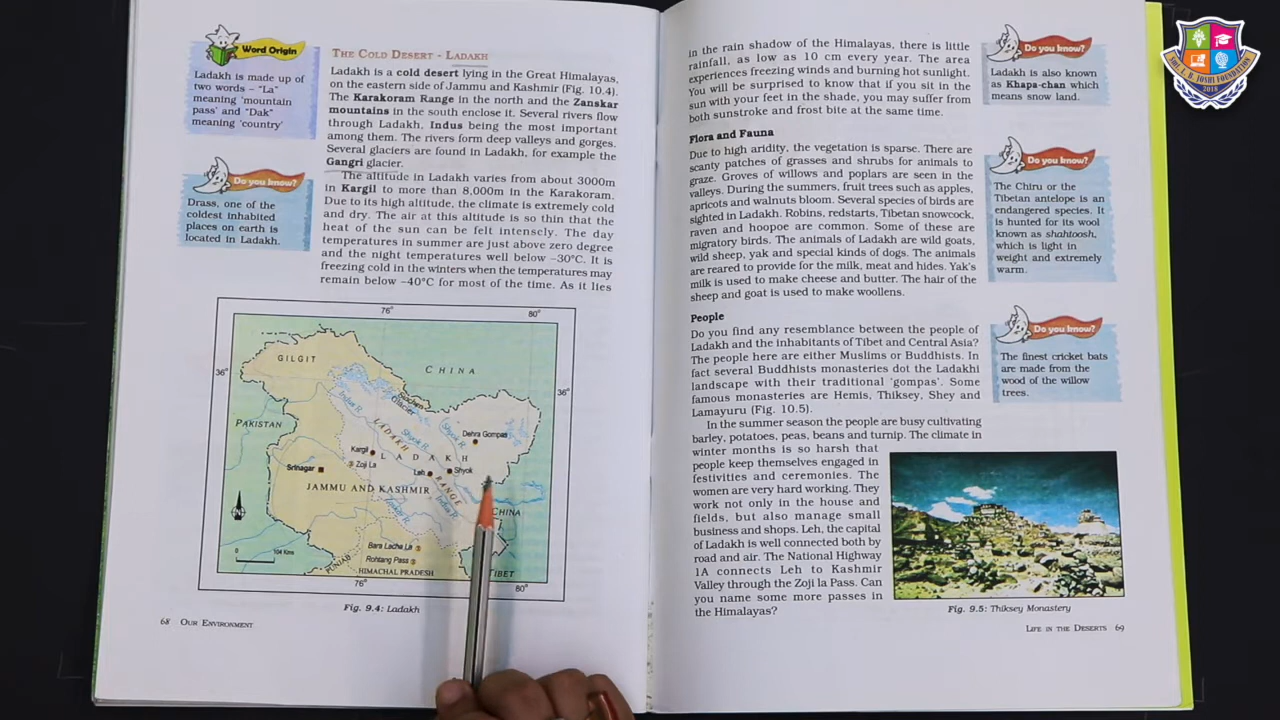 Word Origin
Ladakh is made up of
two words – "La"
meaning 'mountain
pass' and "Dak"
meaning 'country'
Do you know?
Drass, one of the
coldest inhabited
places on earth is
located in Ladakh.
THE COLD DESERT - LADAKH
Ladakh is a cold desert lying in the Great Himalayas,
on the eastern side of Jammu and Kashmir (Fig. 10.4).
The Karakoram Range in the north and the Zanskar
mountains in the south enclose it. Several rivers flow
through Ladakh, Indus being the most important
among them. The rivers form deep valleys and gorges.
Several glaciers are found in Ladakh, for example the
Gangri glacier.
The altitude in Ladakh varies from about 3000m
in Kargil to more than 8,000m in the Karakoram.
Due to its high altitude, the climate is extremely cold
and dry. The air at this altitude is so thin that the
heat of the sun can be felt intensely. The day
temperatures in summer are just above zero degree
and the night temperatures well below –30°C. It is
freezing cold in the winters when the temperatures may
remain below –40°C for most of the time. As it lies
76°
80°
GILGIT
CHINA
36°
36°
Siachen
Glacier
Indus R.
PAKISTAN
LADAKH
Shyok R.
Shyok R.
Dehra Gompas
Kargil
LADAKH
Zoji La
Srinagar
Leh
Shyok
RANGE
JAMMU AND KASHMIR
Indus R.
CHINA
N
Bara Lacha La
0 104 Kms
PUNJAB
Rohtang Pass
HIMACHAL PRADESH
TIBET
76°
80°
Fig. 9.4: Ladakh
68 OUR ENVIRONMENT
in the rain shadow of the Himalayas, there is little
rainfall, as low as 10 cm every year. The area
experiences freezing winds and burning hot sunlight.
You will be surprised to know that if you sit in the
sun with your feet in the shade, you may suffer from
both sunstroke and frost bite at the same time.
Flora and Fauna
Due to high aridity, the vegetation is sparse. There are
scanty patches of grasses and shrubs for animals to
graze. Groves of willows and poplars are seen in the
valleys. During the summers, fruit trees such as apples,
apricots and walnuts bloom. Several species of birds are
sighted in Ladakh. Robins, redstarts, Tibetan snowcock,
raven and hoopoe are common. Some of these are
migratory birds. The animals of Ladakh are wild goats,
wild sheep, yak and special kinds of dogs. The animals
are reared to provide for the milk, meat and hides. Yak's
milk is used to make cheese and butter. The hair of the
sheep and goat is used to make woollens.
People
Do you find any resemblance between the people of
Ladakh and the inhabitants of Tibet and Central Asia?
The people here are either Muslims or Buddhists. In
fact several Buddhists monasteries dot the Ladakhi
landscape with their traditional 'gompas'. Some
famous monasteries are Hemis, Thiksey, Shey and
Lamayuru (Fig. 10.5).
In the summer season the people are busy cultivating
barley, potatoes, peas, beans and turnip. The climate in
winter months is so harsh that
people keep themselves engaged in
festivities and ceremonies. The
women are very hard working. They
work not only in the house and
fields, but also manage small
business and shops. Leh, the capital
of Ladakh is well connected both by
road and air. The National Highway
1A connects Leh to Kashmir
Valley through the Zoji la Pass. Can
you name some more passes in
the Himalayas?
Fig. 9.5: Thiksey Monastery
LIFE IN THE DESERTS 69
Do you know?
Ladakh is also known
as Khapa-chan which
means snow land.
Do you know?
The Chiru or the
Tibetan antelope is an
endangered species. It
is hunted for its wool
known as shahtoosh,
which is light in
weight and extremely
warm.
Do you know?
The finest cricket bats
are made from the
wood of the willow
trees.
JOSHI FOUNDATION
2018